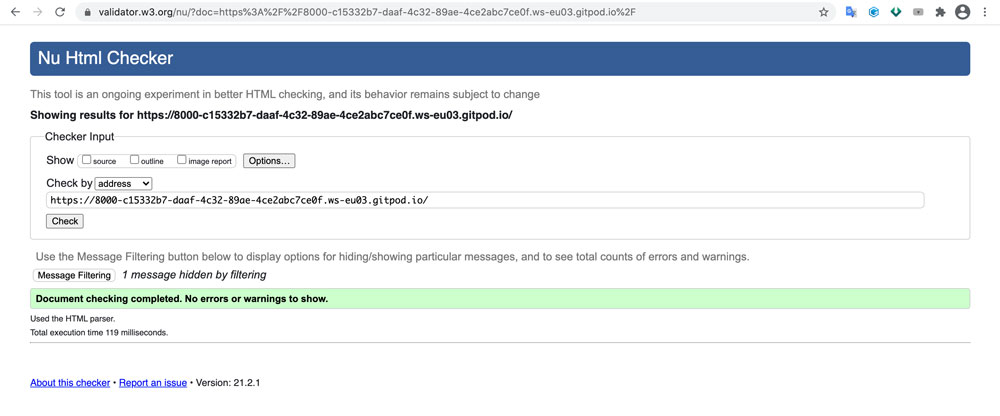 validator.w3.org/nu/?doc=https%3A%2F%2F8000-c15332b7-daaf-4c32-89ae-4ce2abc7ce0f.ws-eu03.gitpod.io%2F
Nu Html Checker
This tool is an ongoing experiment in better HTML checking, and its behavior remains subject to change
Showing results for https://8000-c15332b7-daaf-4c32-89ae-4ce2abc7ce0f.ws-eu03.gitpod.io/
Checker Input
Show source outline image report Options...
Check by address
https://8000-c15332b7-daaf-4c32-89ae-4ce2abc7ce0f.ws-eu03.gitpod.io/
Check
Use the Message Filtering button below to display options for hiding/showing particular messages, and to see total counts of errors and warnings.
Message Filtering 1 message hidden by filtering
Document checking completed. No errors or warnings to show.
Used the HTML parser.
Total execution time 119 milliseconds.
About this checker • Report an issue • Version: 21.2.1